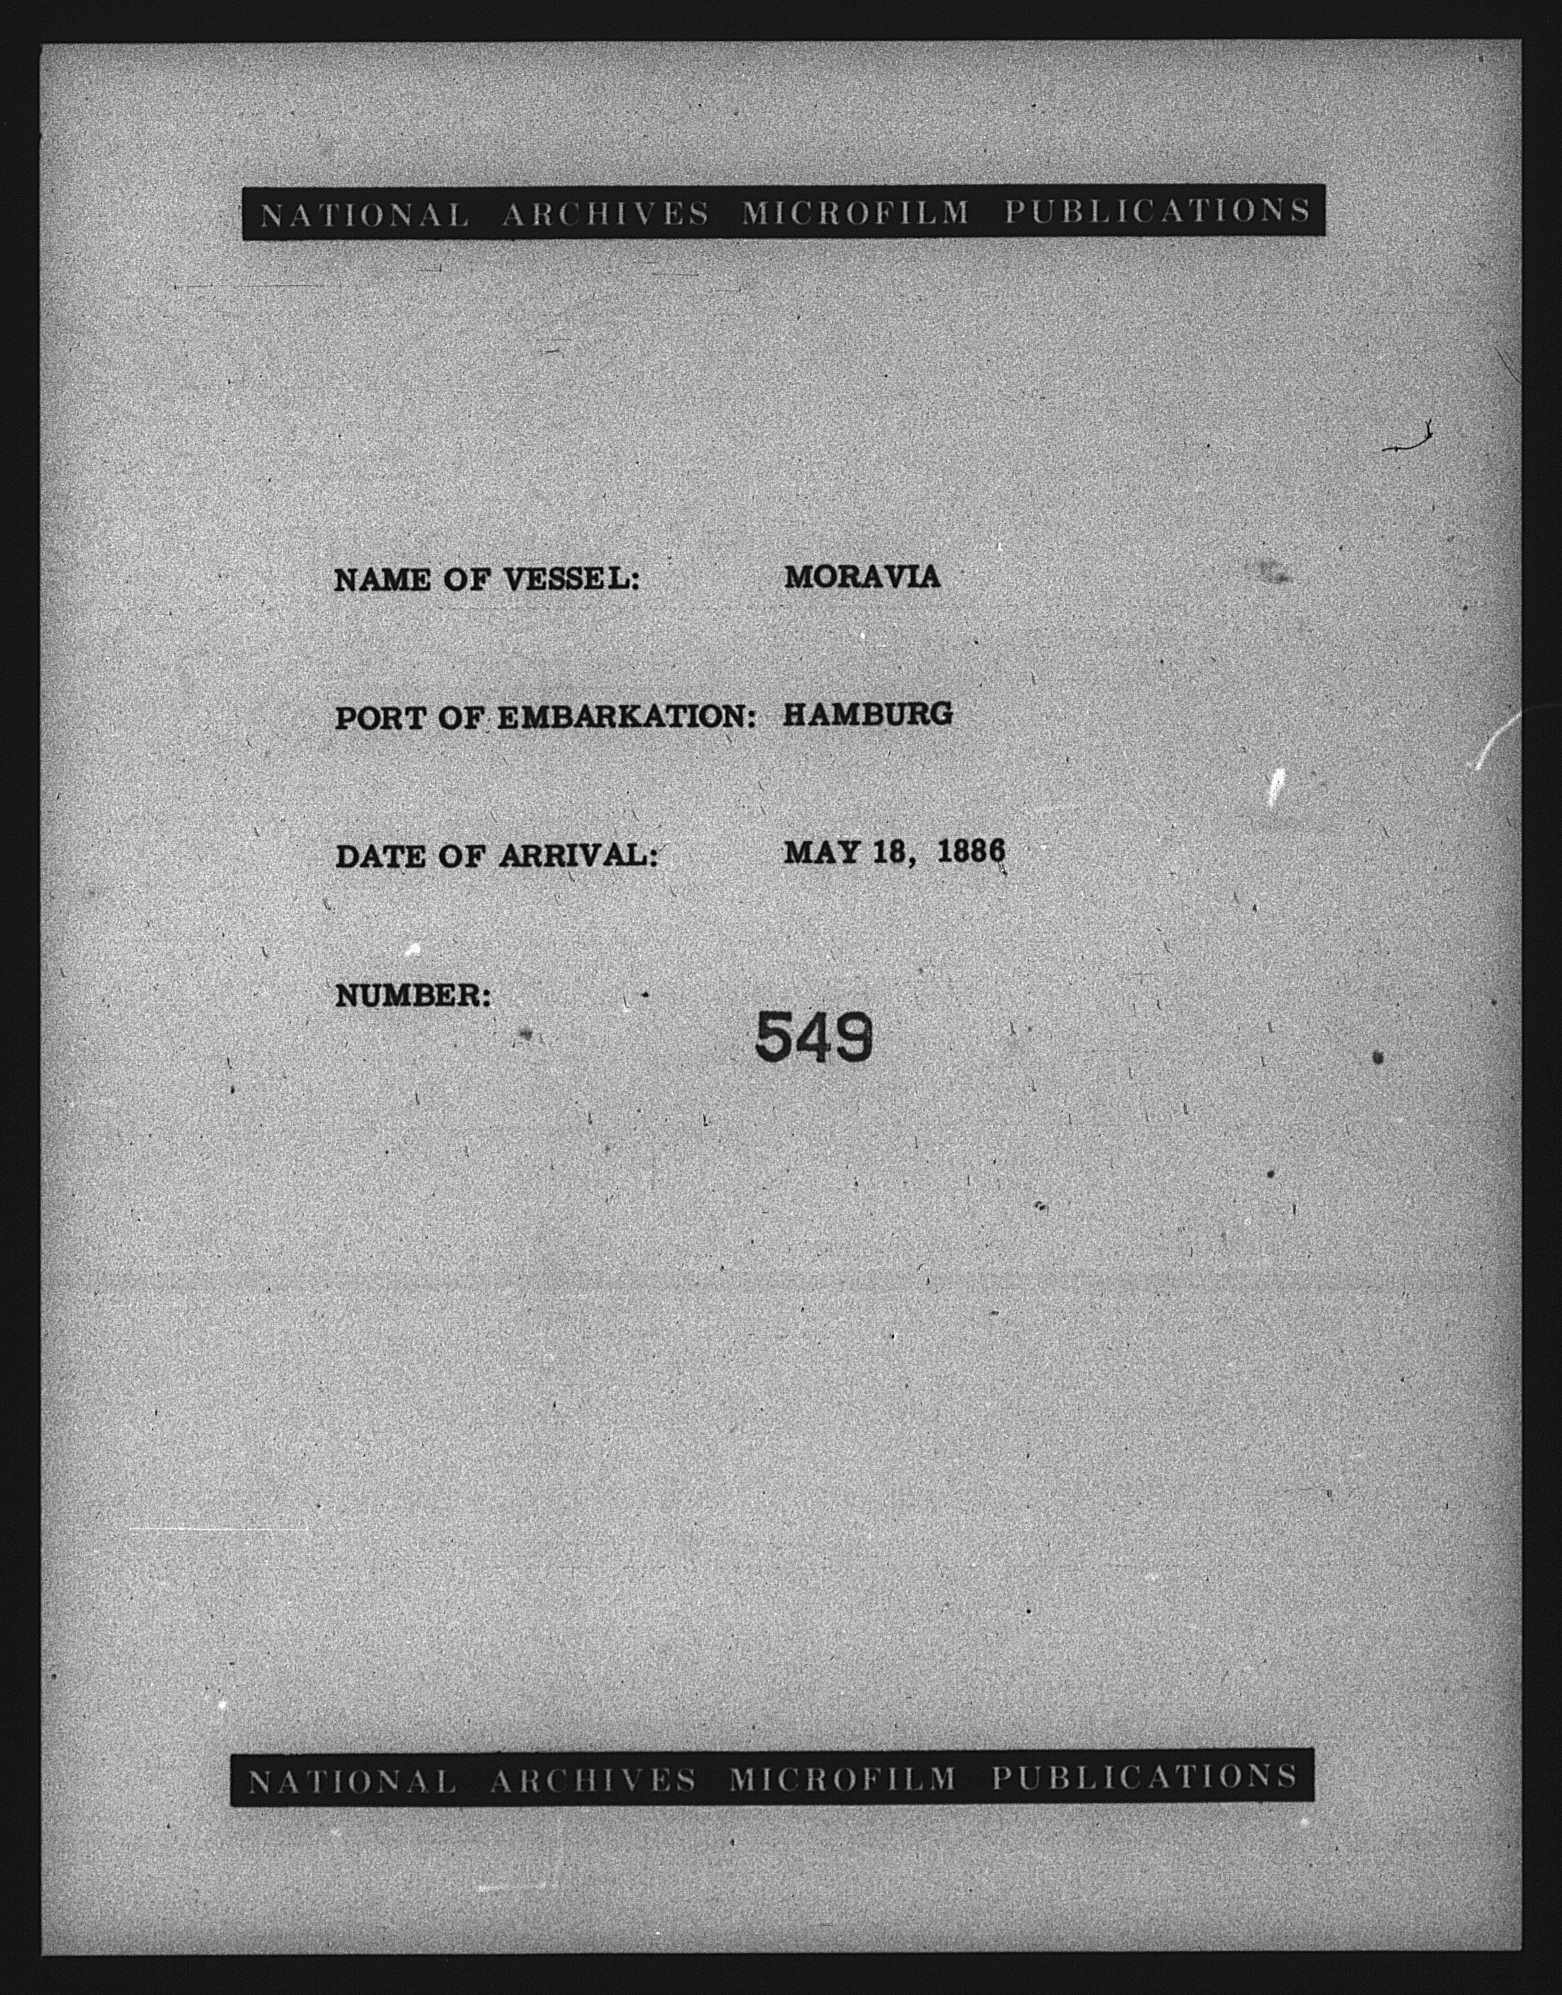 NATIONAL ARCHIVES MICROFILM PUBLICATIONS
NAME OF VESSEL: MORAVIA
PORT OF EMBARKATION: HAMBURG
DATE OF ARRIVAL: MAY 18, 1886
NUMBER:
549
NATIONAL ARCHIVES MICROFILM PUBLICATIONS